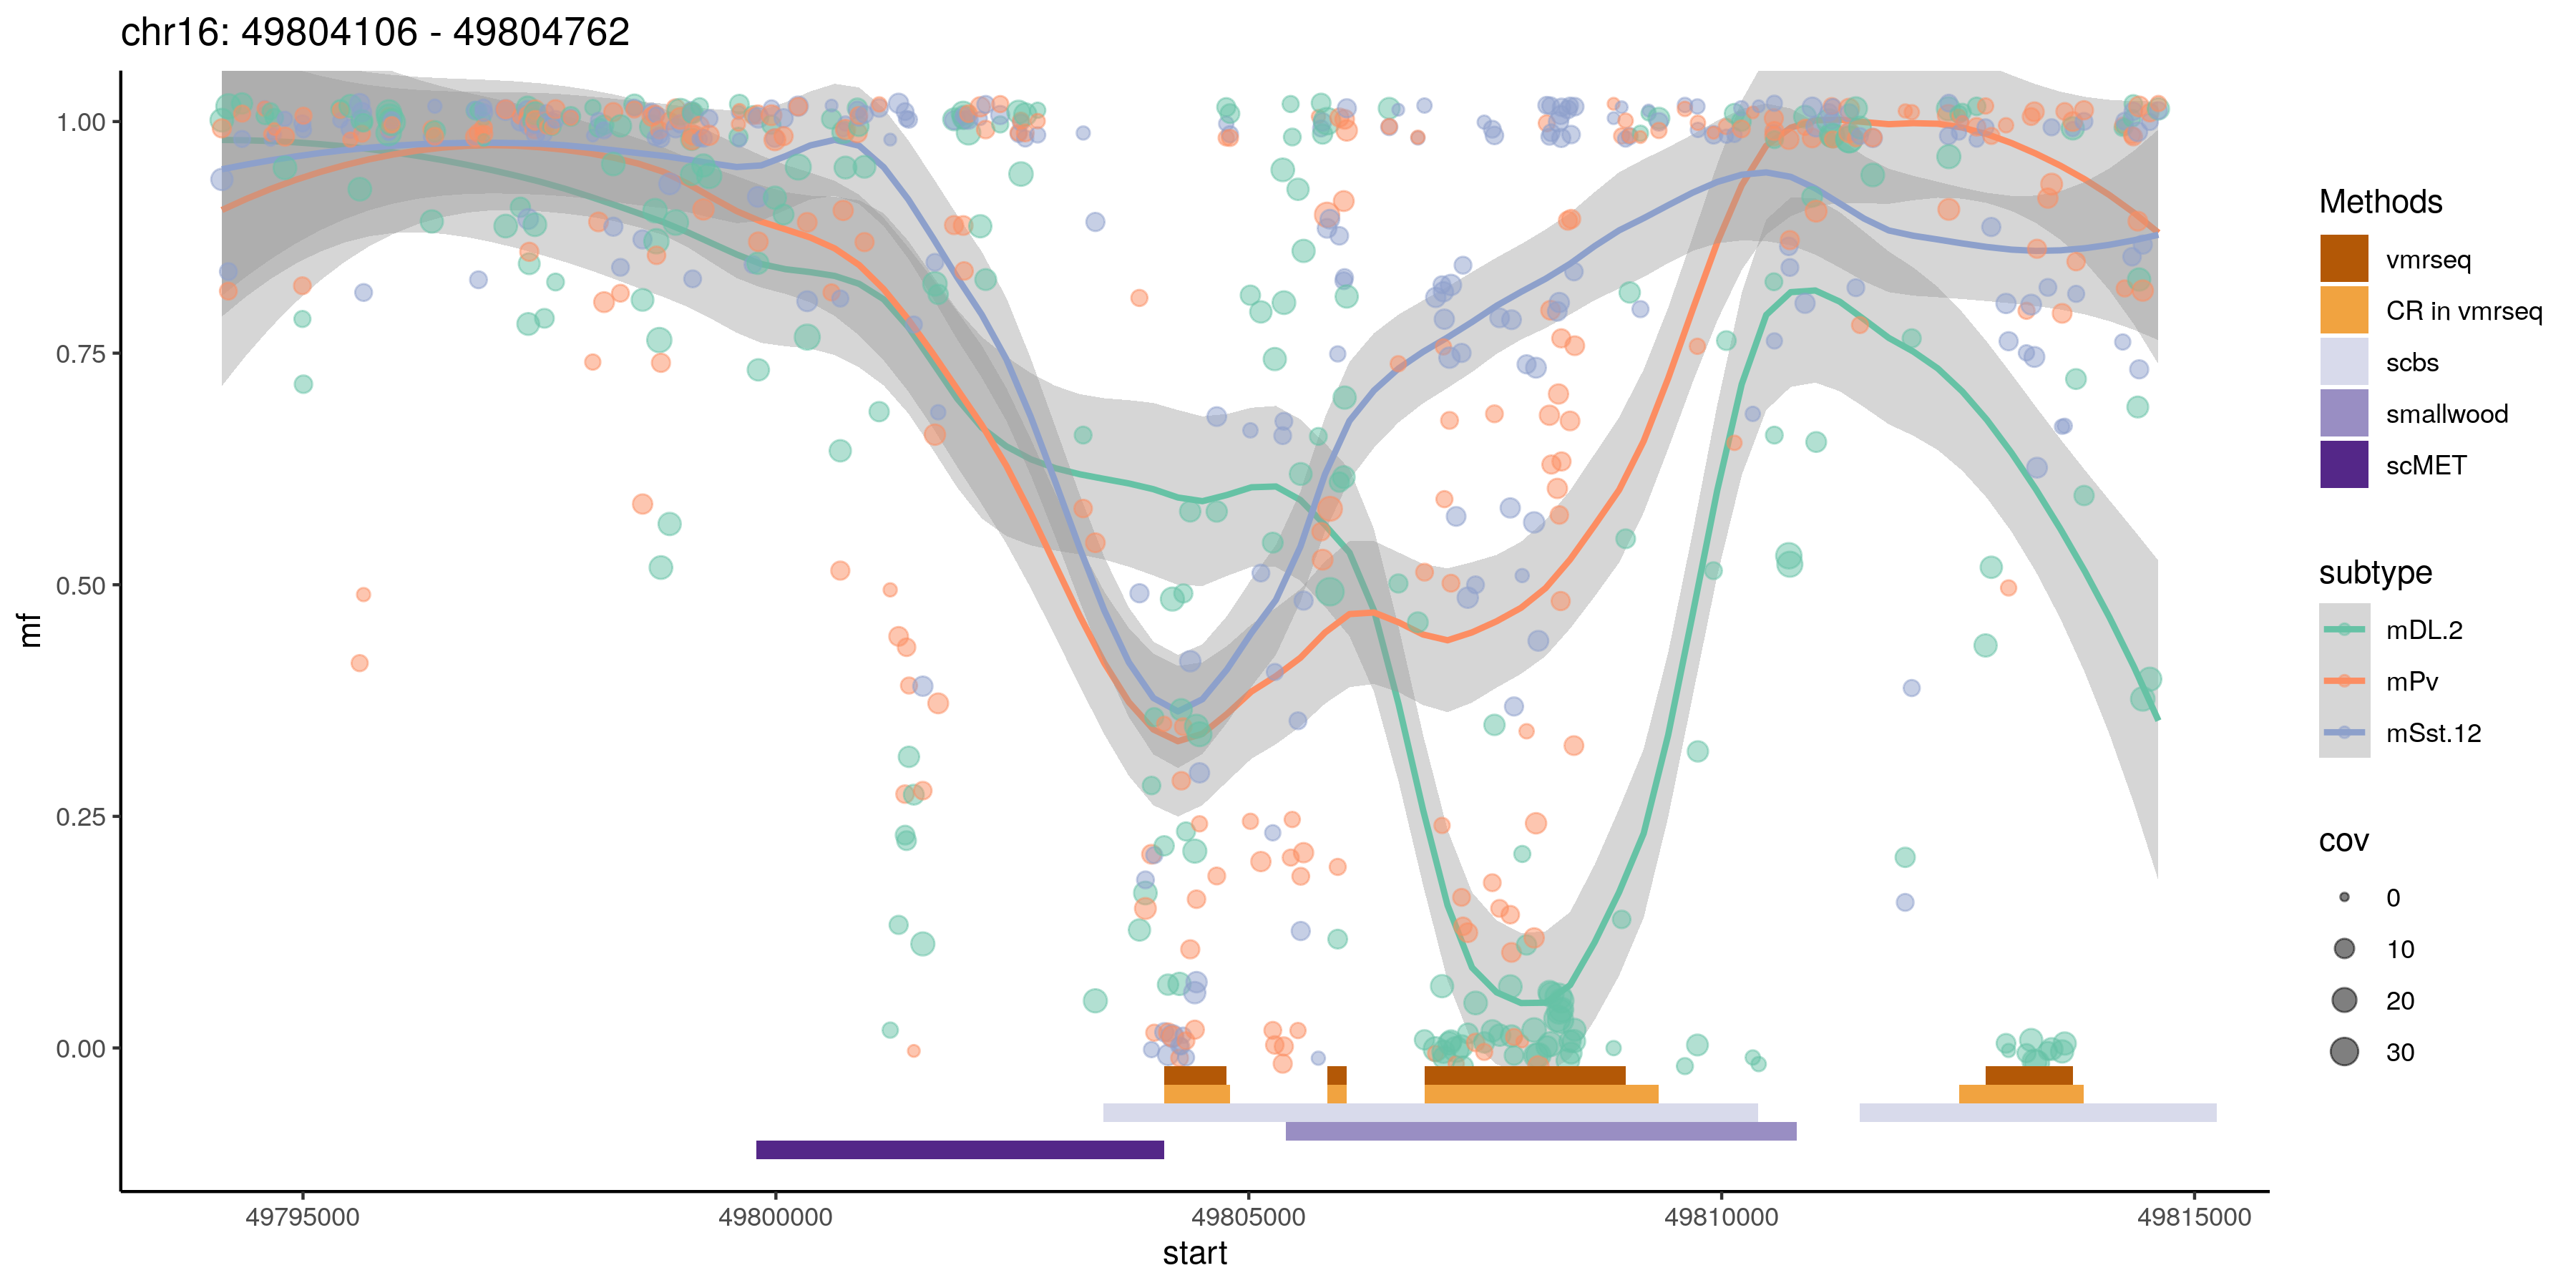 chr16: 49804106 - 49804762
mf
1.00
0.75
0.50
0.25
0.00
49795000
49800000
49805000
49810000
49815000
start
Methods
vmrseq
CR in vmrseq
scbs
smallwood
scMET
subtype
mDL.2
mPv
mSst.12
cov
0
10
20
30